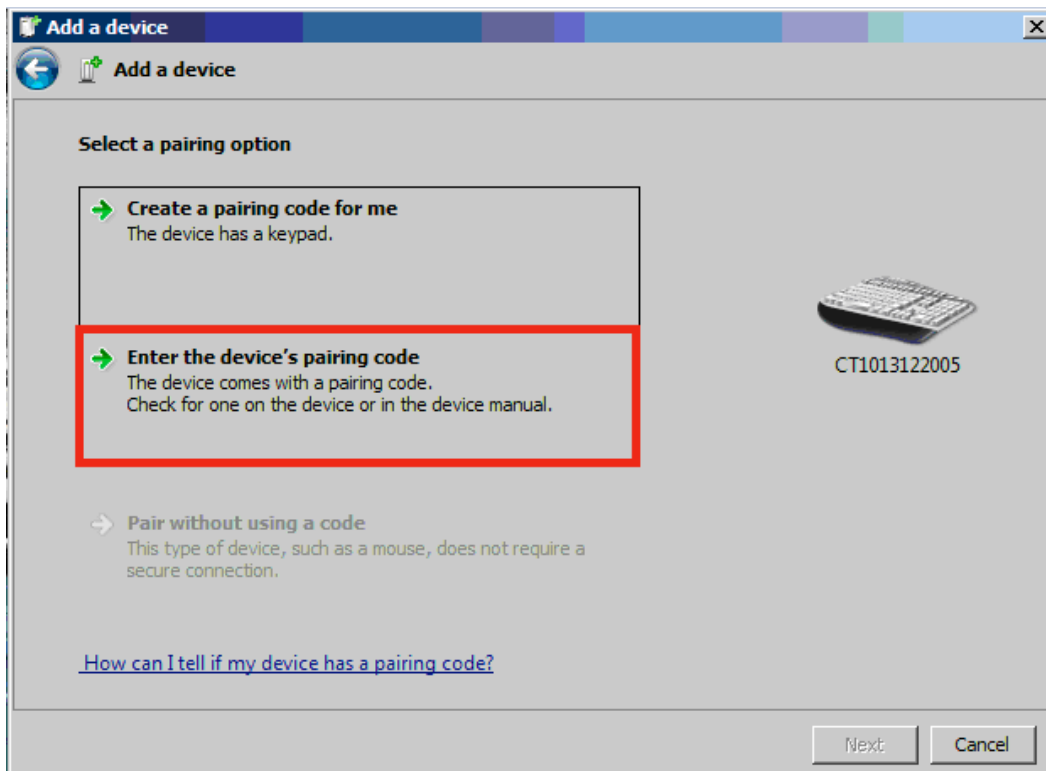 Add a device
Add a device
Select a pairing option
Create a pairing code for me
The device has a keypad.
Enter the device's pairing code
The device comes with a pairing code.
Check for one on the device or in the device manual.
CT1013122005
Pair without using a code
This type of device, such as a mouse, does not require a
secure connection.
How can I tell if my device has a pairing code?
Next
Cancel